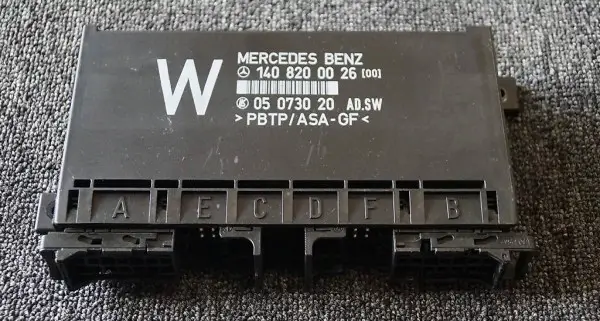 W
MERCEDES BENZ
140 820 00 26 [00]
05 0730 20 AD.SW
>PBTP/ASA-GF<
A E C D F B